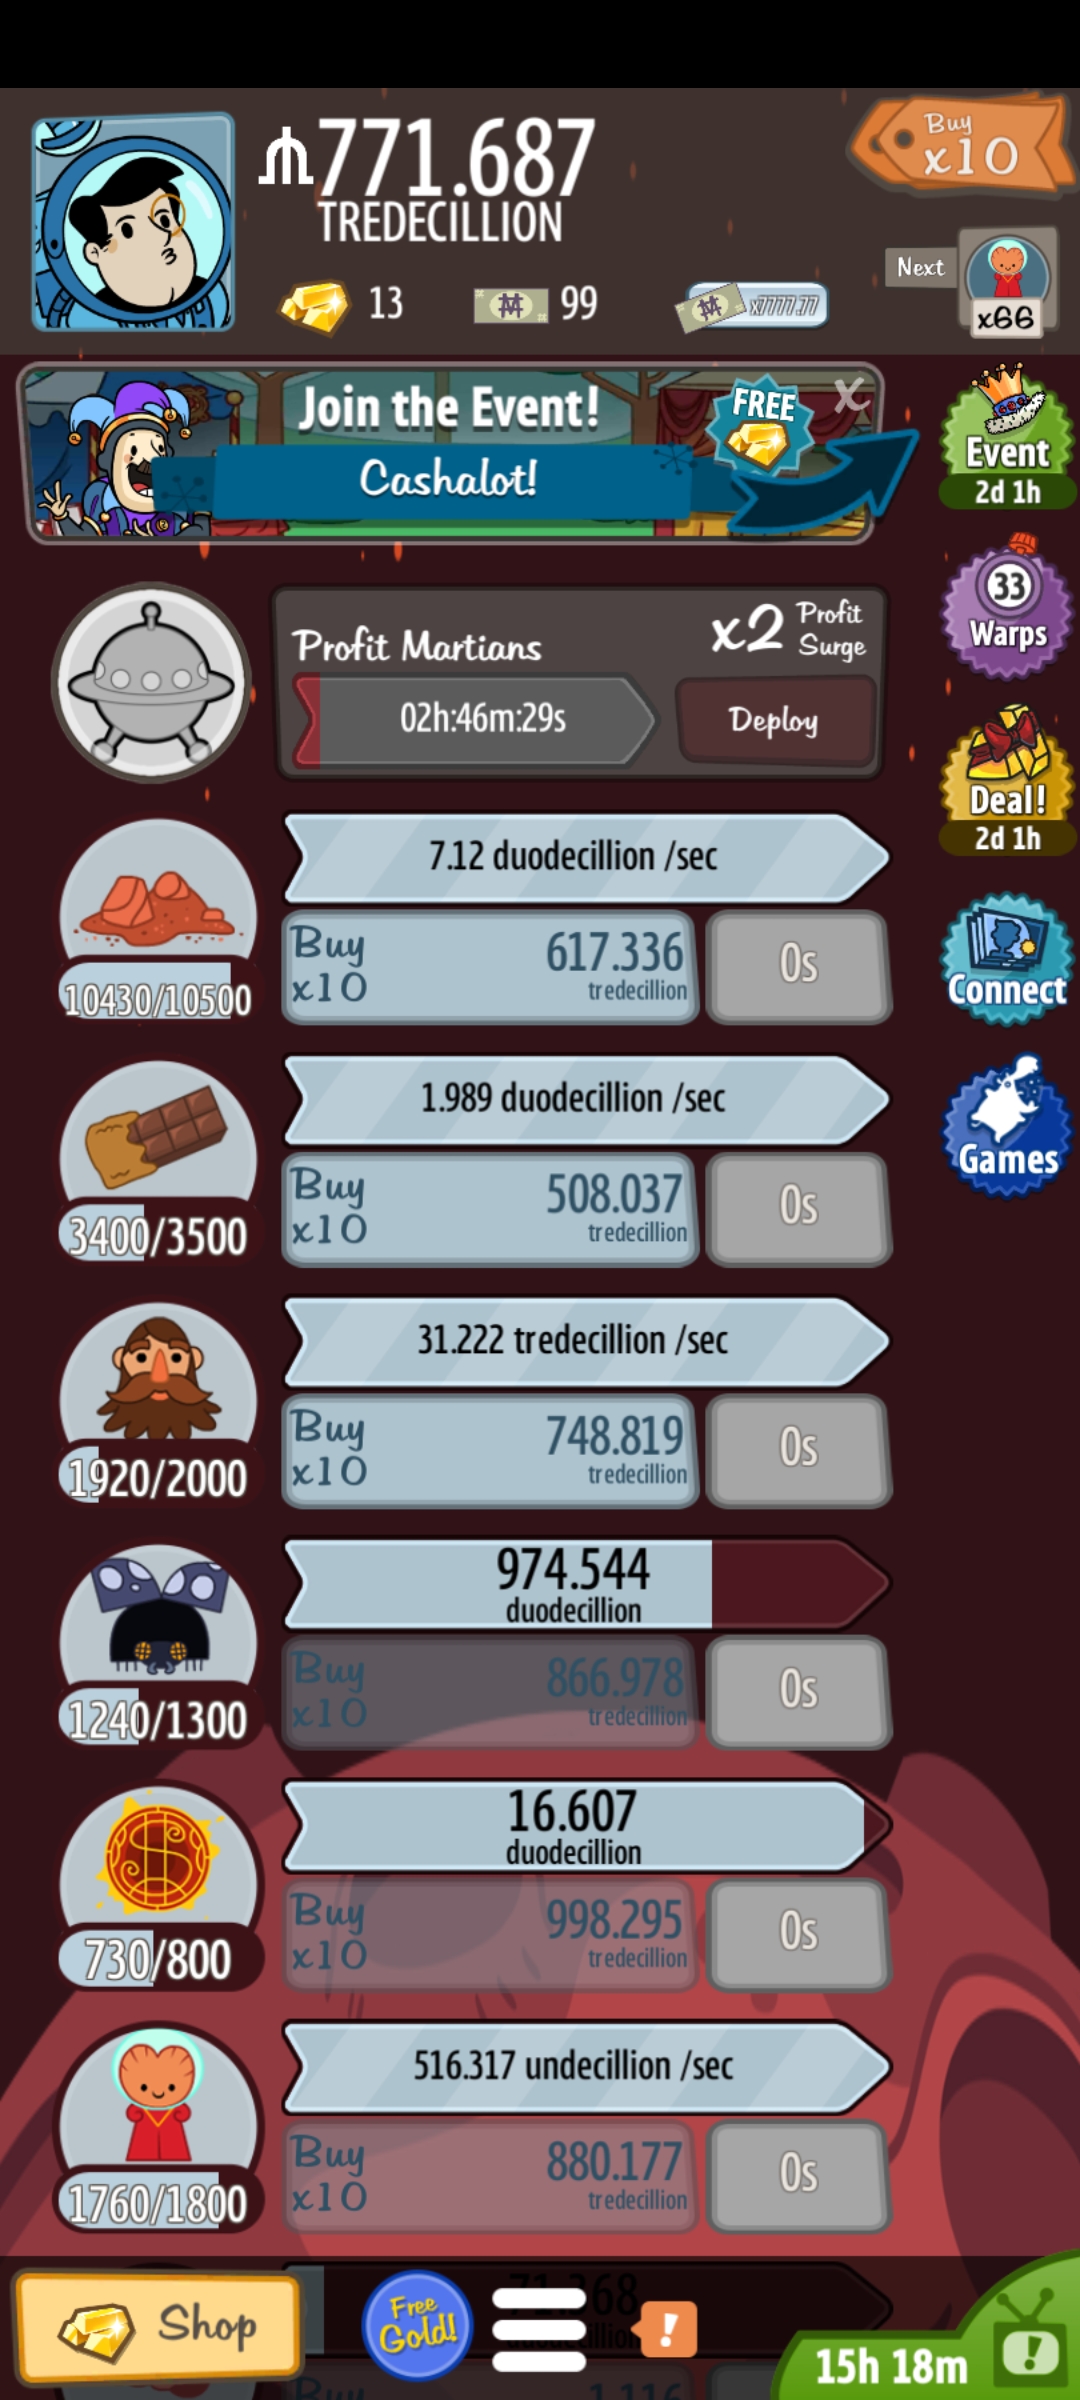 771.687
TREDECILLION
Buy
x10
13
99
x7777.77
Next
x66
Join the Event!
Cashalot!
FREE
X
Event
2d 1h
33
Warps
Profit Martians
x2 Profit Surge
02h:46m:29s
Deploy
Deal!
2d 1h
7.12 duodecillion /sec
10430/10500
Buy x10
617.336
tredecillion
0s
Connect
1.989 duodecillion /sec
3400/3500
Buy x10
508.037
tredecillion
0s
Games
31.222 tredecillion /sec
1920/2000
Buy x10
748.819
tredecillion
0s
974.544
duodecillion
1240/1300
Buy x10
866.978
tredecillion
0s
16.607
duodecillion
730/800
Buy x10
998.295
tredecillion
0s
516.317 undecillion /sec
1760/1800
Buy x10
880.177
tredecillion
0s
Shop
Free
Gold!
!
15h 18m
!
Buy
1.116